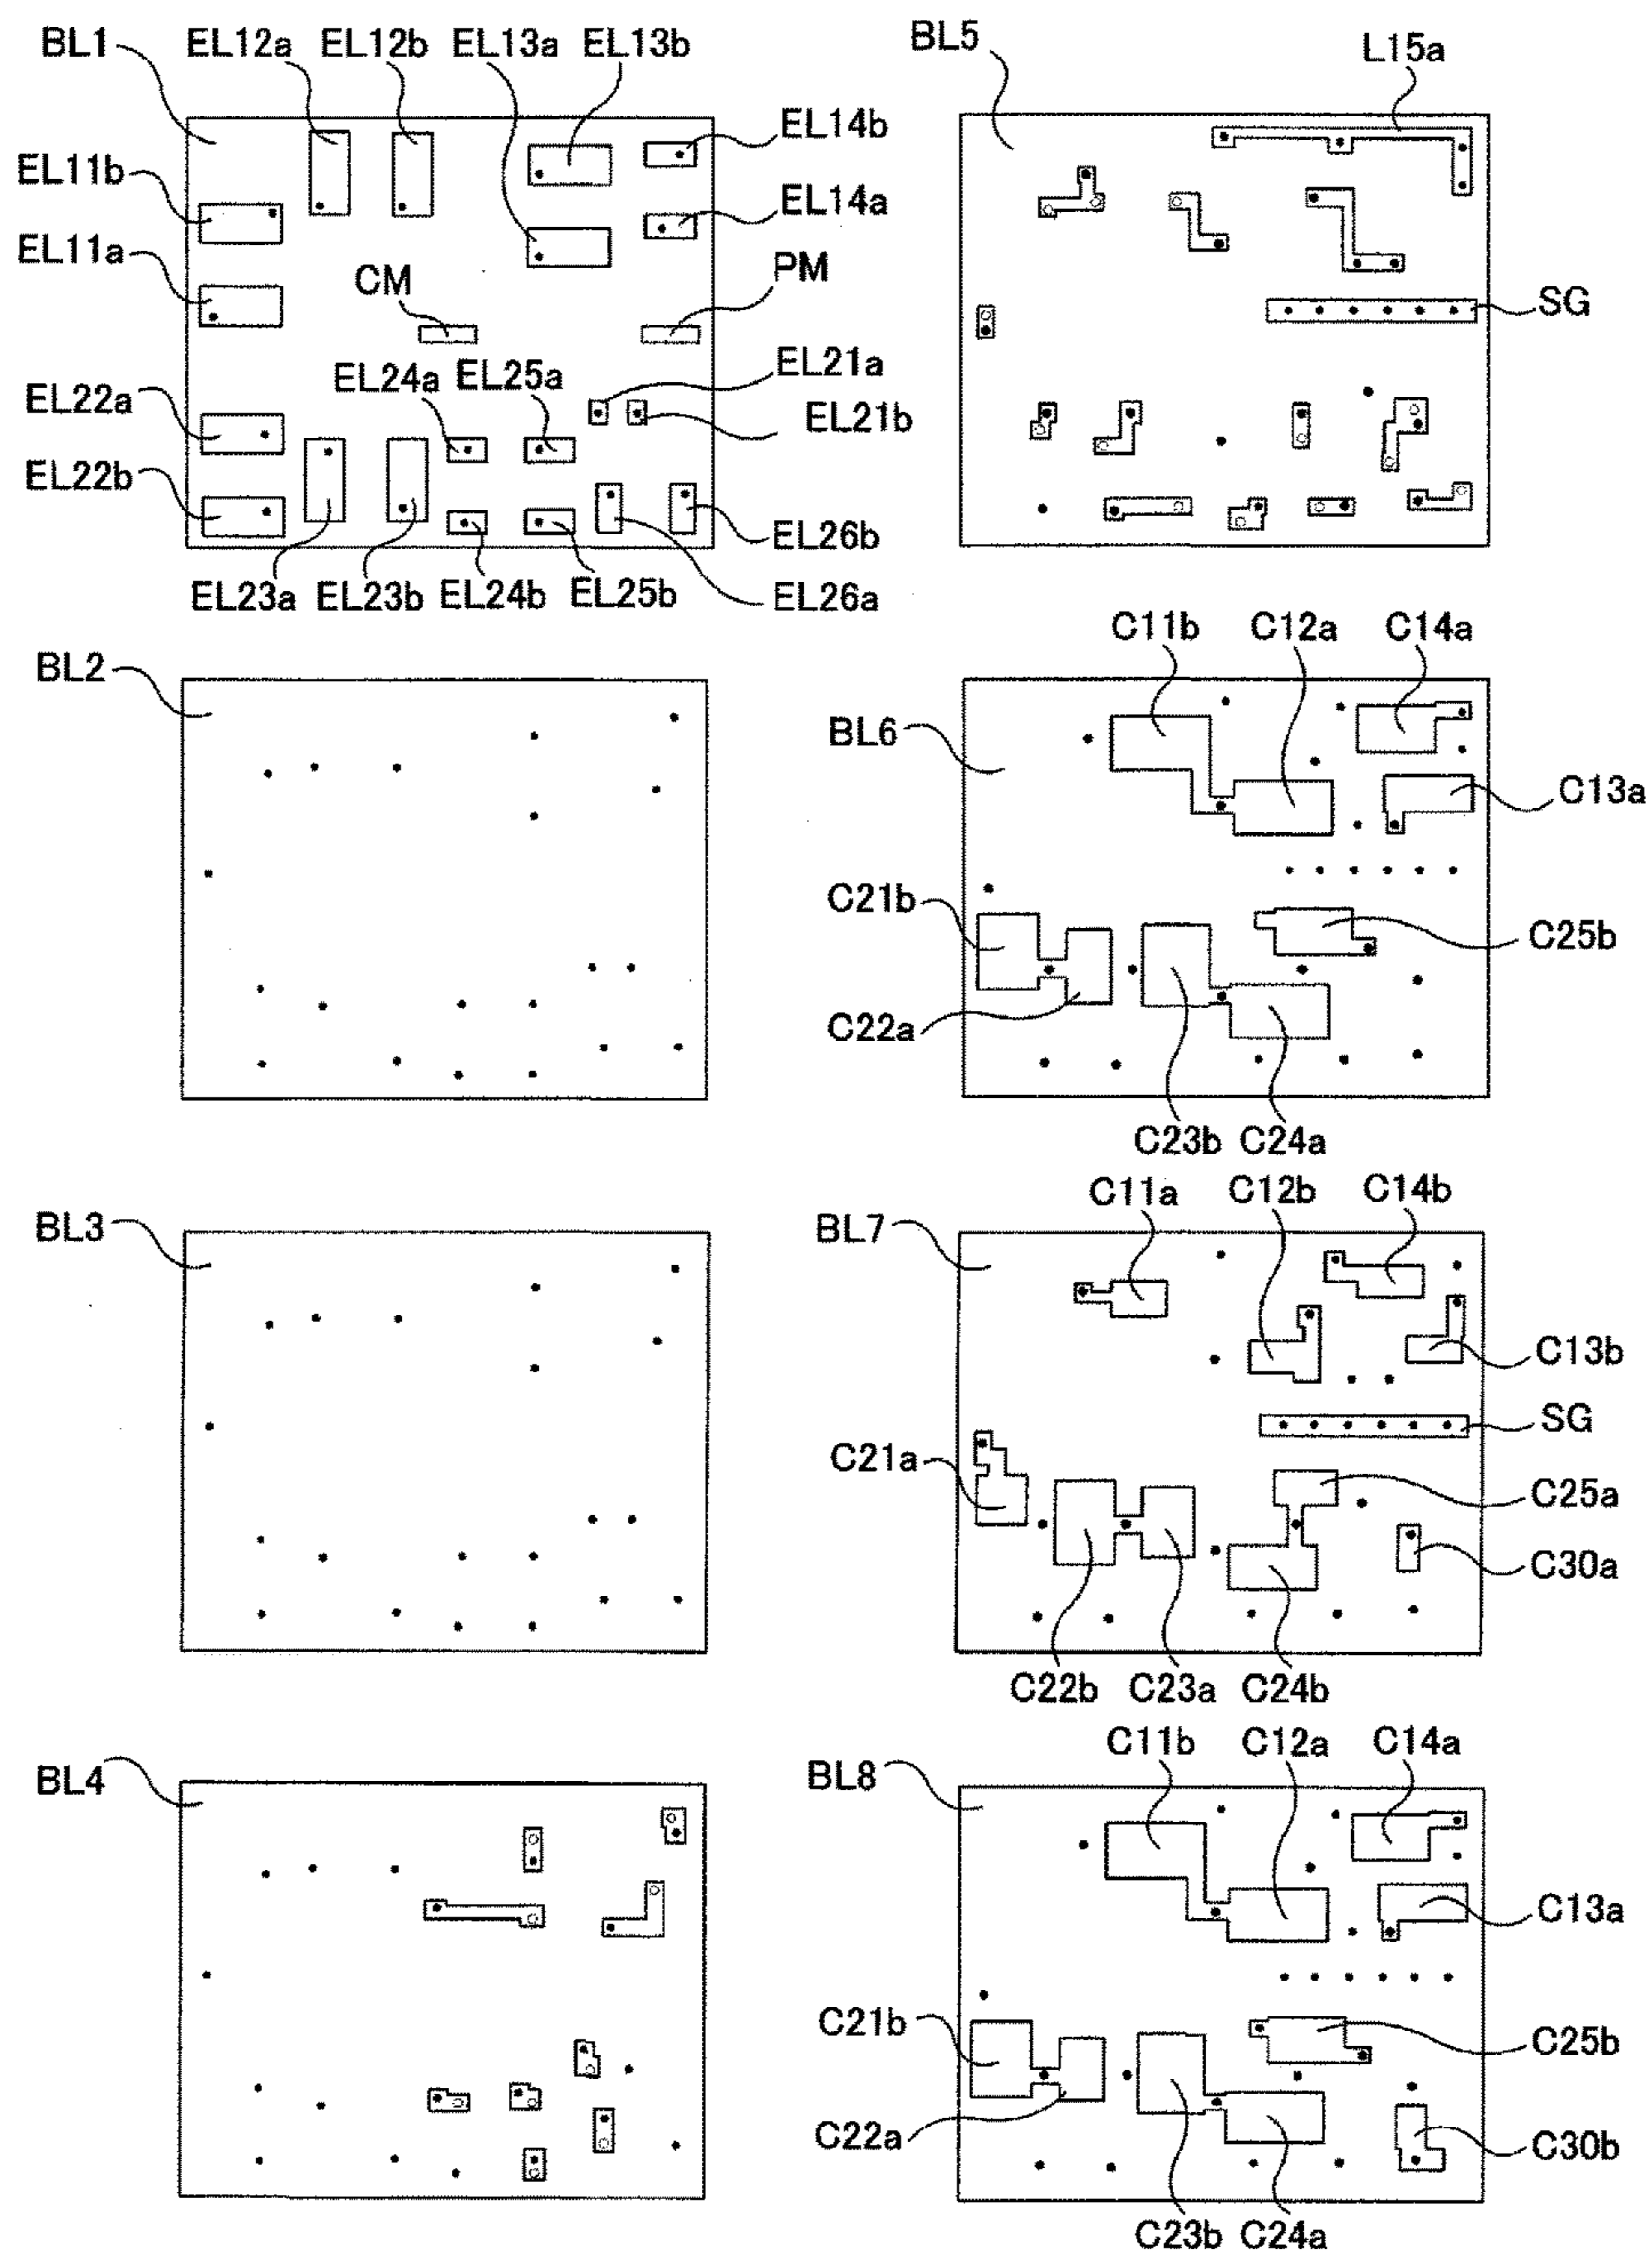 BL1
EL12a EL12b EL13a EL13b
EL14b
EL11b
EL14a
EL11a
CM
PM
EL24a EL25a
EL21a
EL22a
EL21b
EL22b
EL26b
EL23a EL23b EL24b EL25b EL26a
BL2
BL3
BL4
BL5
L15a
SG
C11b C12a C14a
BL6
C13a
C21b
C25b
C22a
C23b C24a
C11a C12b C14b
BL7
C13b
SG
C21a
C25a
C30a
C22b C23a C24b
C11b C12a C14a
BL8
C13a
C21b
C25b
C22a
C30b
C23b C24a